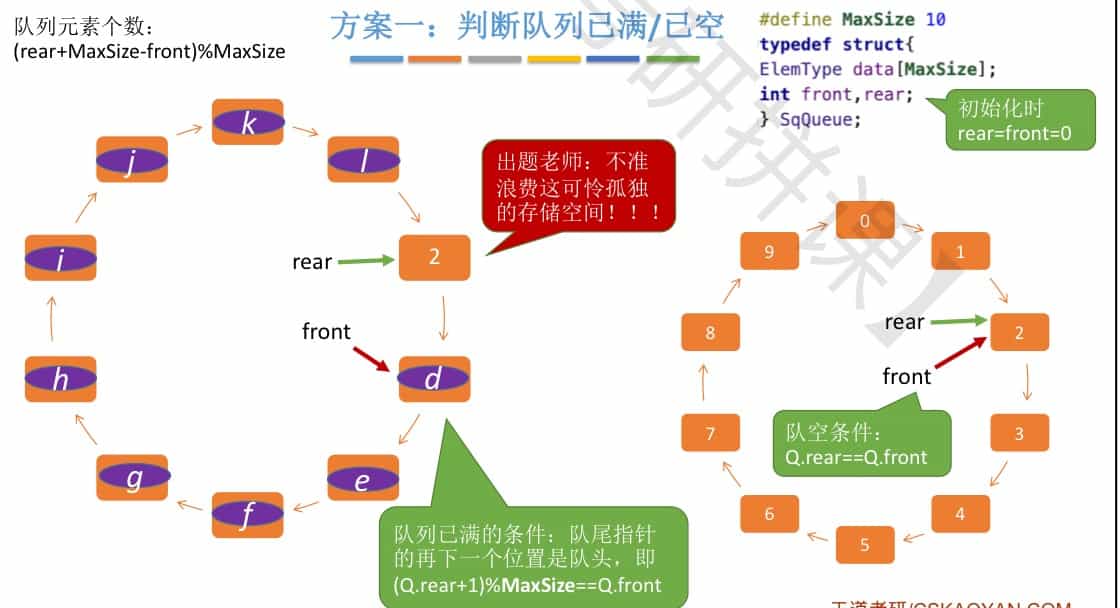 队列元素个数:
(rear+MaxSize-front)%MaxSize
方案一：判断队列已满/已空
#define MaxSize 10
typedef struct{
ElemType data[MaxSize];
int front,rear;
} SqQueue;
初始化时
rear=front=0
k
j
l
i
2
rear
front
h
d
g
e
f
出题老师：不准
浪费这可怜孤独
的存储空间！！！
队列已满的条件：队尾指针
的再下一个位置是队头，即
(Q.rear+1)%MaxSize==Q.front
0
9
1
8
2
rear
front
7
3
6
4
5
队空条件：
Q.rear==Q.front
研拼课】
王道考研/CSKAOYAN.COM